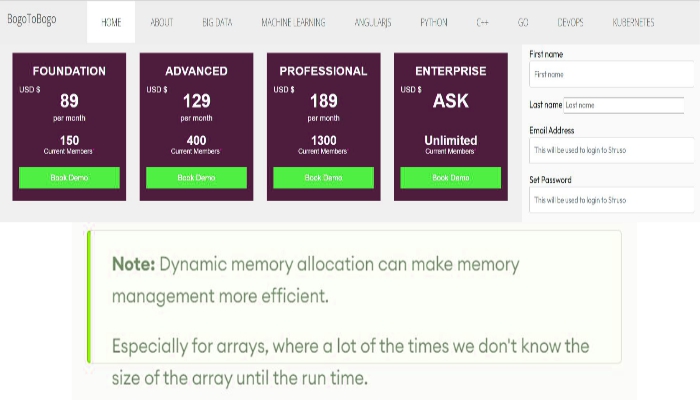 BogoToBogo HOME ABOUT BIG DATA MACHINE LEARNING ANGULARJS PYTHON C++ GO DEVOPS KUBERNETES
FOUNDATION
USD $
89
per month
150
Current Members
Book Demo
ADVANCED
USD $
129
per month
400
Current Members
Book Demo
PROFESSIONAL
USD $
189
per month
1300
Current Members
Book Demo
ENTERPRISE
USD $
ASK
Unlimited
Current Members
Book Demo
First name
First name
Last name Last name
Email Address
This will be used to login to Struso
Set Password
This will be used to login to Struso
Note: Dynamic memory allocation can make memory
management more efficient.
Especially for arrays, where a lot of the times we don't know the
size of the array until the run time.